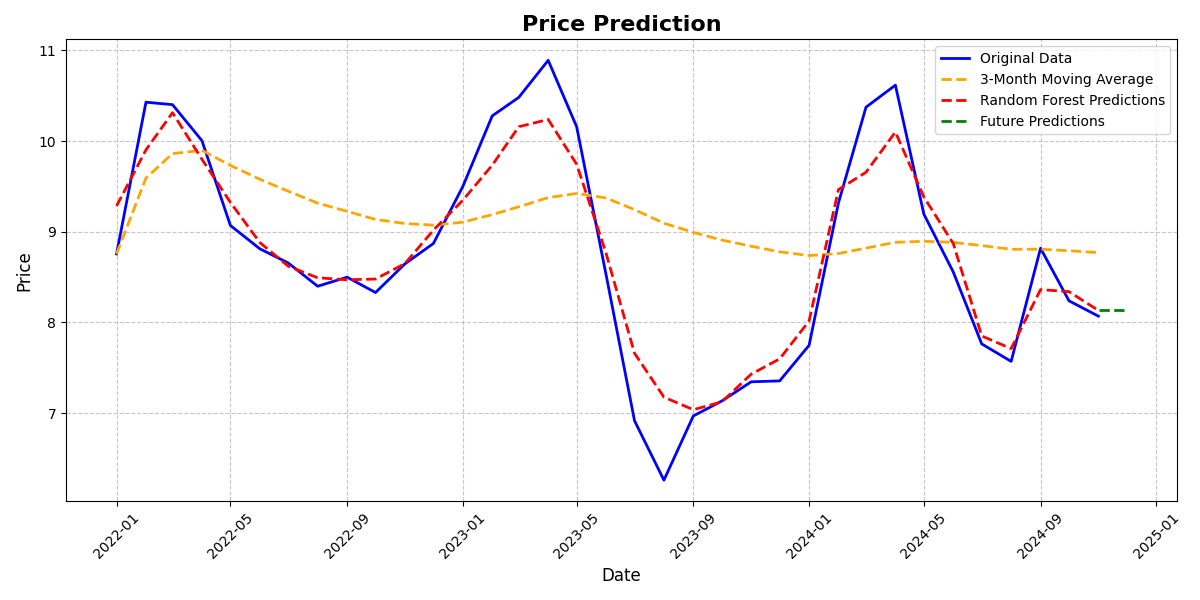 Price Prediction
Original Data
3-Month Moving Average
Random Forest Predictions
Future Predictions
Price
11
10
9
8
7
2022-01
2022-05
2022-09
2023-01
2023-05
2023-09
2024-01
2024-05
2024-09
2025-01
Date